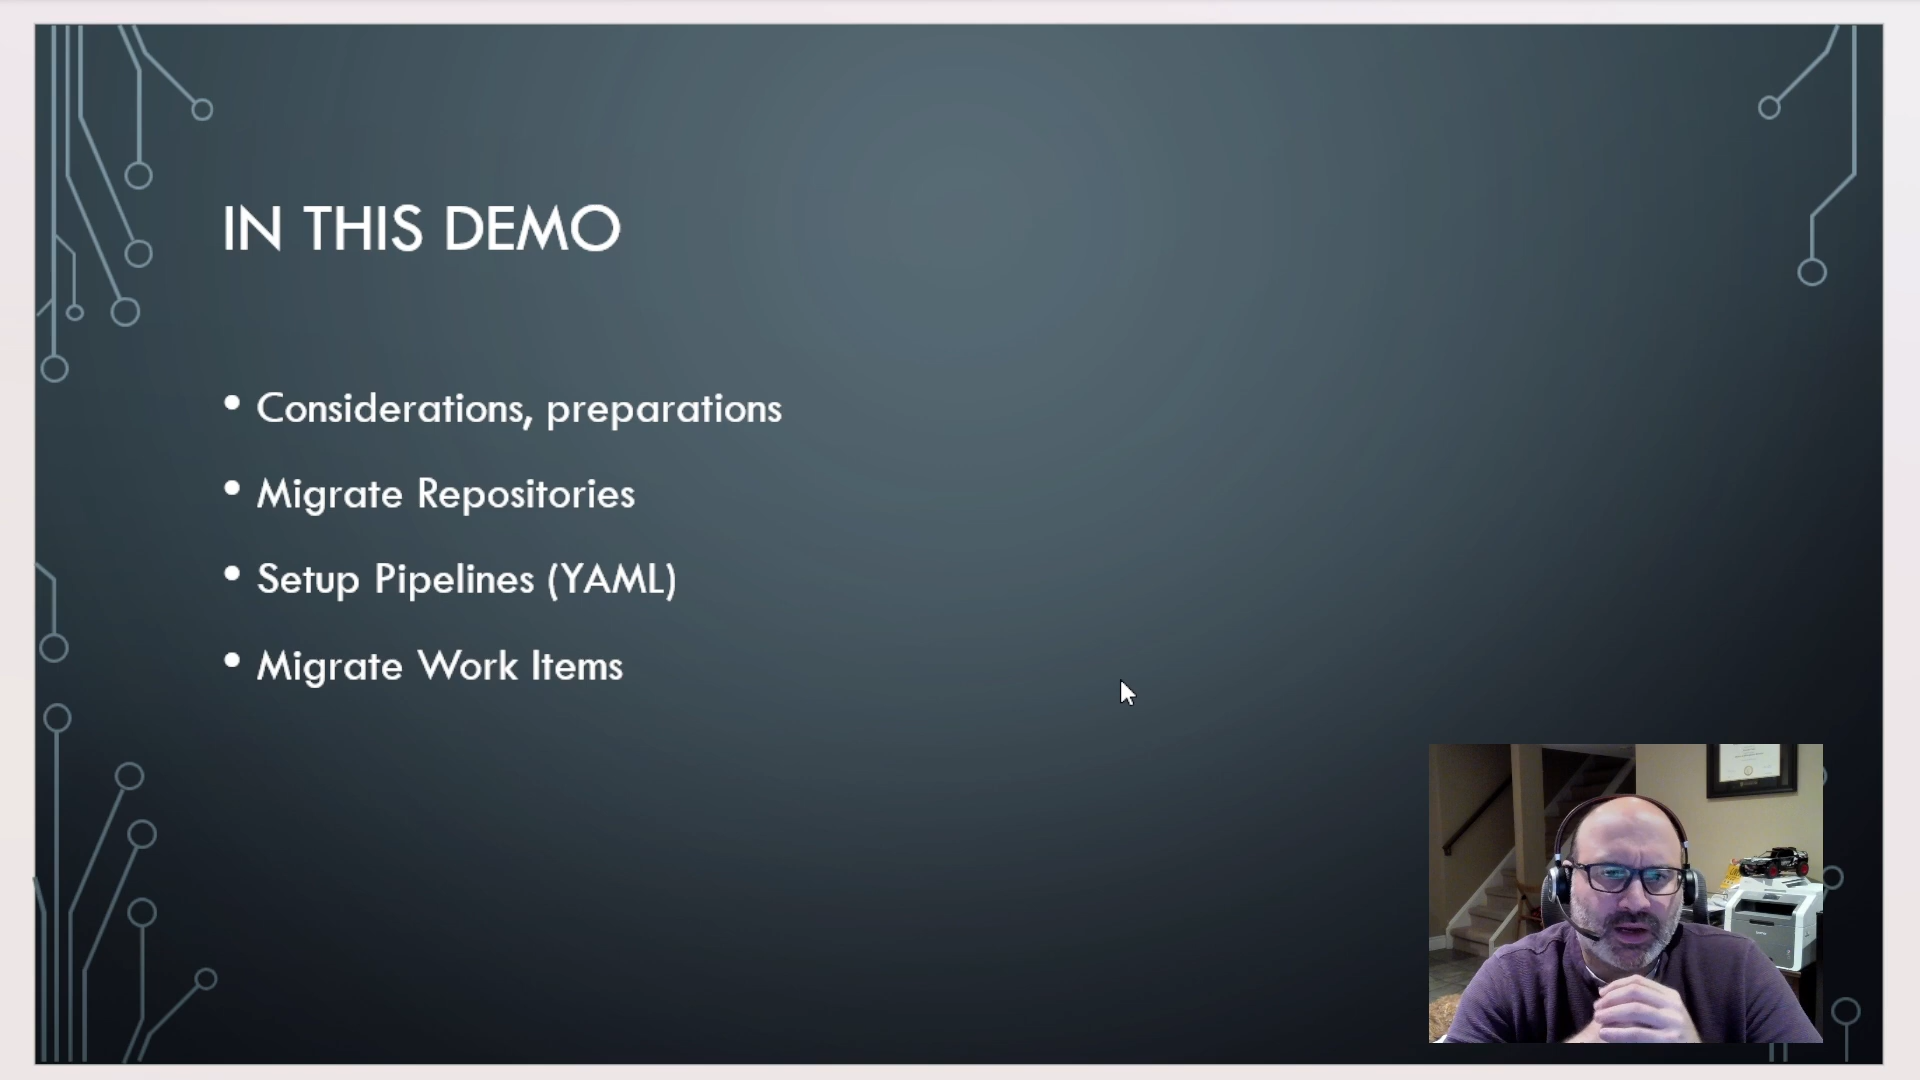 IN THIS DEMO
• Considerations, preparations
• Migrate Repositories
• Setup Pipelines (YAML)
• Migrate Work Items